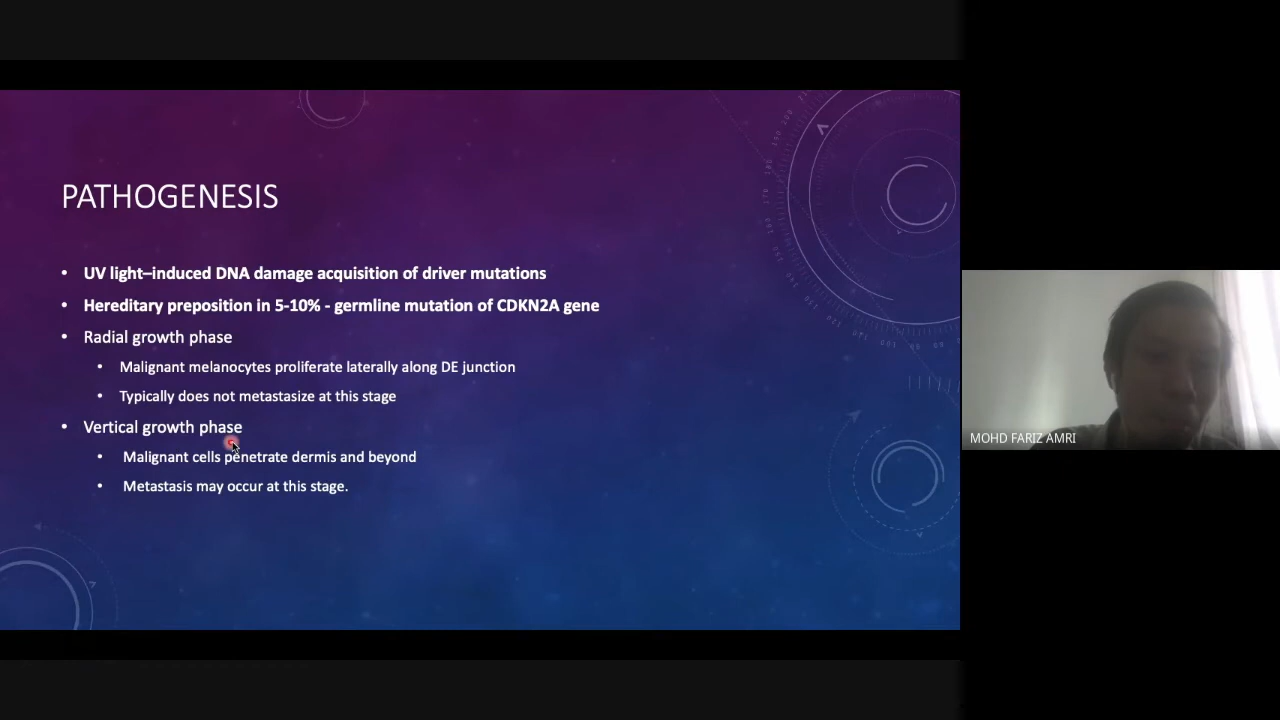 PATHOGENESIS
• UV light–induced DNA damage acquisition of driver mutations
• Hereditary preposition in 5-10% - germline mutation of CDKN2A gene
• Radial growth phase
• Malignant melanocytes proliferate laterally along DE junction
• Typically does not metastasize at this stage
• Vertical growth phase
• Malignant cells penetrate dermis and beyond
• Metastasis may occur at this stage.
MOHD FARIZ AMRI